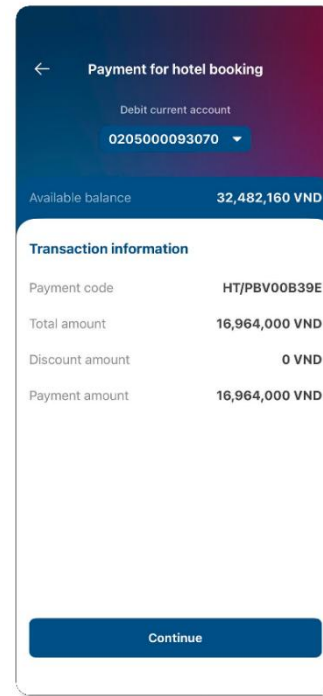 Payment for hotel booking
Debit current account
0205000093070
Available balance 32,482,160 VND
Transaction information
Payment code HT/PBV00B39E
Total amount 16,964,000 VND
Discount amount 0 VND
Payment amount 16,964,000 VND
Continue